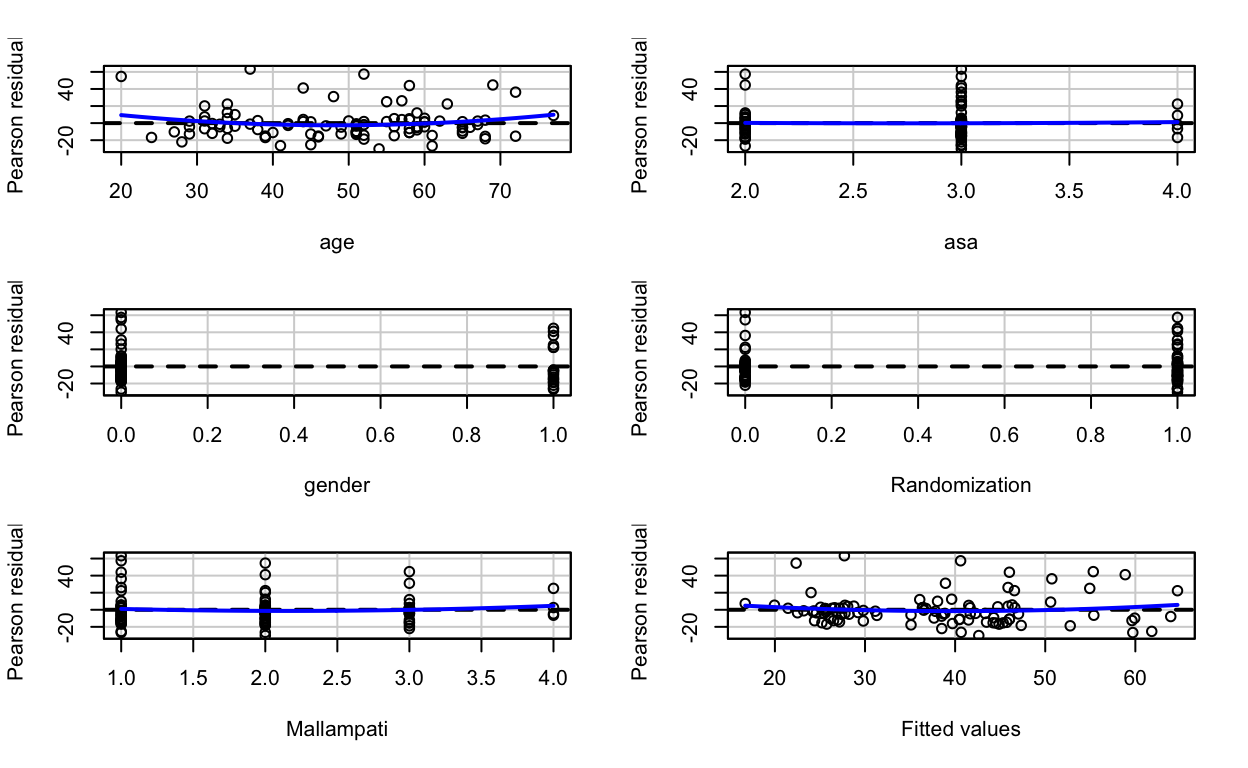 Pearson residual
40
-20
20 30 40 50 60 70
age
Pearson residual
40
-20
2.0 2.5 3.0 3.5 4.0
asa
Pearson residual
40
-20
0.0 0.2 0.4 0.6 0.8 1.0
gender
Pearson residual
40
-20
0.0 0.2 0.4 0.6 0.8 1.0
Randomization
Pearson residual
40
-20
1.0 1.5 2.0 2.5 3.0 3.5 4.0
Mallampati
Pearson residual
40
-20
20 30 40 50 60
Fitted values